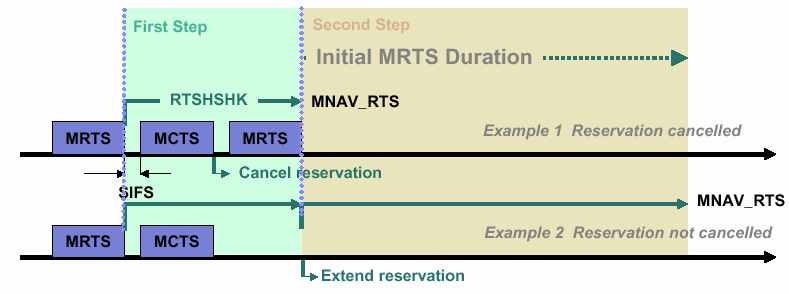 First Step
Second Step
Initial MRTS Duration
RTSHSHK
MNAV_RTS
MRTS
MCTS
MRTS
Example 1 Reservation cancelled
Cancel reservation
SIFS
MNAV_RTS
MRTS
MCTS
Example 2 Reservation not cancelled
Extend reservation